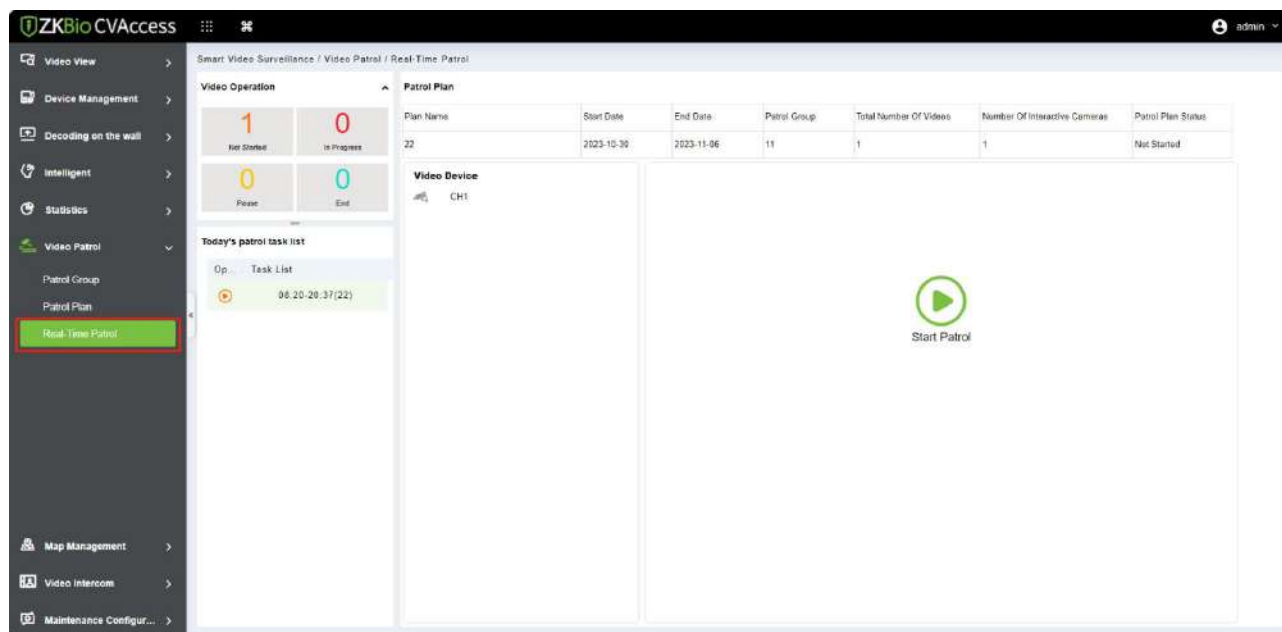 ZKBio CVAccess
admin
Video View
Device Management
Decoding on the wall
Intelligent
Statistics
Video Patrol
Patrol Group
Patrol Plan
Real-Time Patrol
Map Management
Video Intercom
Maintenance Configur...
Smart Video Surveillance / Video Patrol / Real-Time Patrol
Video Operation
1 0
Not Started In Progress
0 0
Pause End
Today's patrol task list
Op... Task List
08:20-20:37(22)
Patrol Plan
Plan Name Start Date End Date Patrol Group Total Number Of Videos Number Of Interactive Cameras Patrol Plan Status
22 2023-10-30 2023-11-06 11 1 1 Not Started
Video Device
CH1
Start Patrol